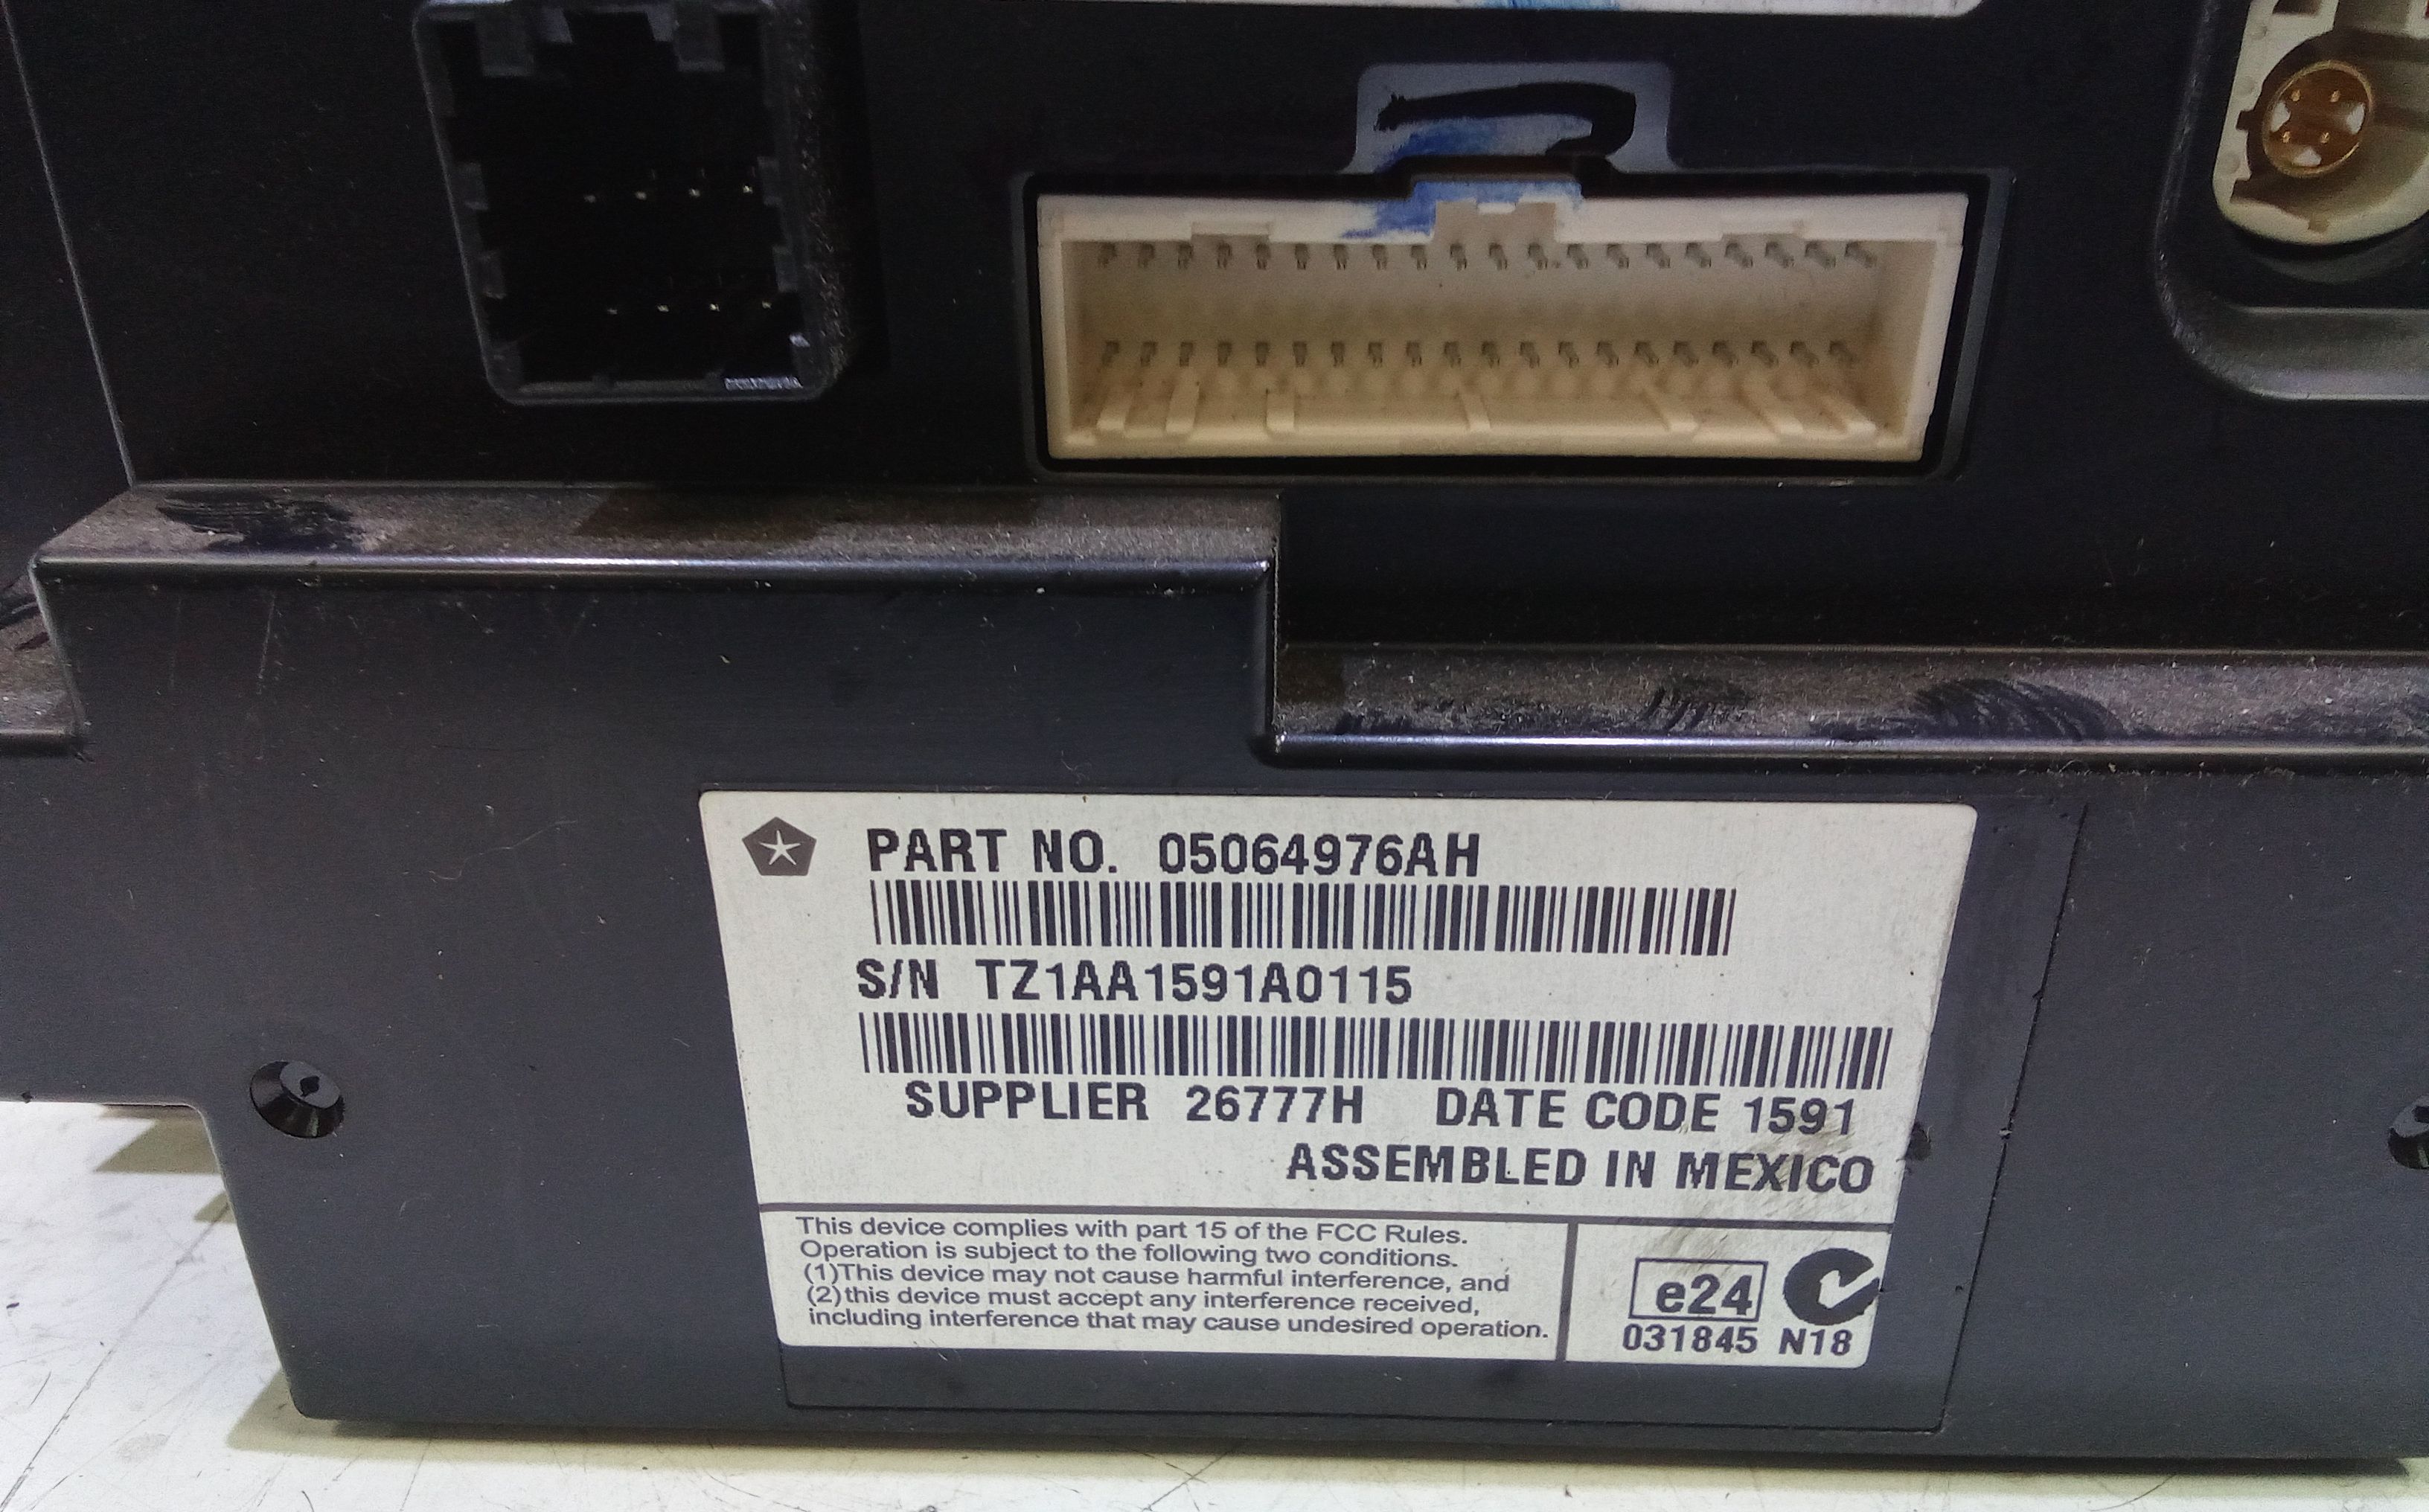 PART NO. 05064976AH
S/N TZ1AA1591A0115
SUPPLIER 26777H DATE CODE 1591
ASSEMBLED IN MEXICO
This device complies with part 15 of the FCC Rules.
Operation is subject to the following two conditions.
(1)This device may not cause harmful interference, and
(2)this device must accept any interference received,
including interference that may cause undesired operation.
e24
031845 N18